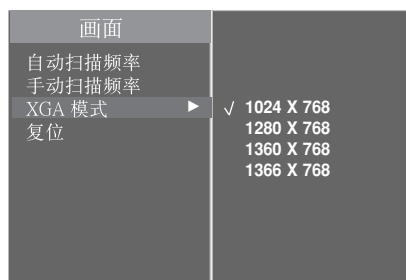 画面
自动扫描频率
手动扫描频率
XGA 模式 ▶
复位
√ 1024 X 768
1280 X 768
1360 X 768
1366 X 768